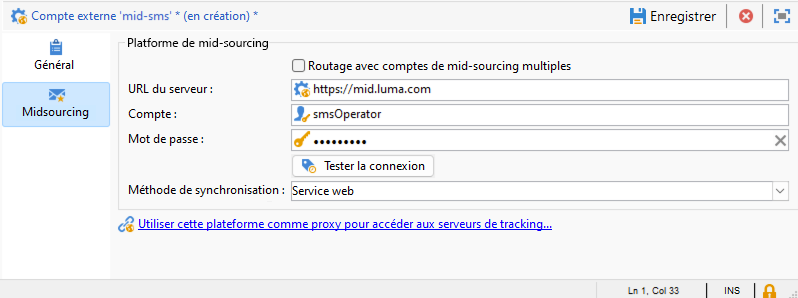 Compte externe 'mid-sms' * (en création) *
Enregistrer
Général
Midsourcing
Platforme de mid-sourcing
Routage avec comptes de mid-sourcing multiples
URL du serveur : https://mid.luma.com
Compte : smsOperator
Mot de passe : •••••••••
Tester la connexion
Méthode de synchronisation : Service web
Utiliser cette plateforme comme proxy pour accéder aux serveurs de tracking...
Ln 1, Col 33 INS